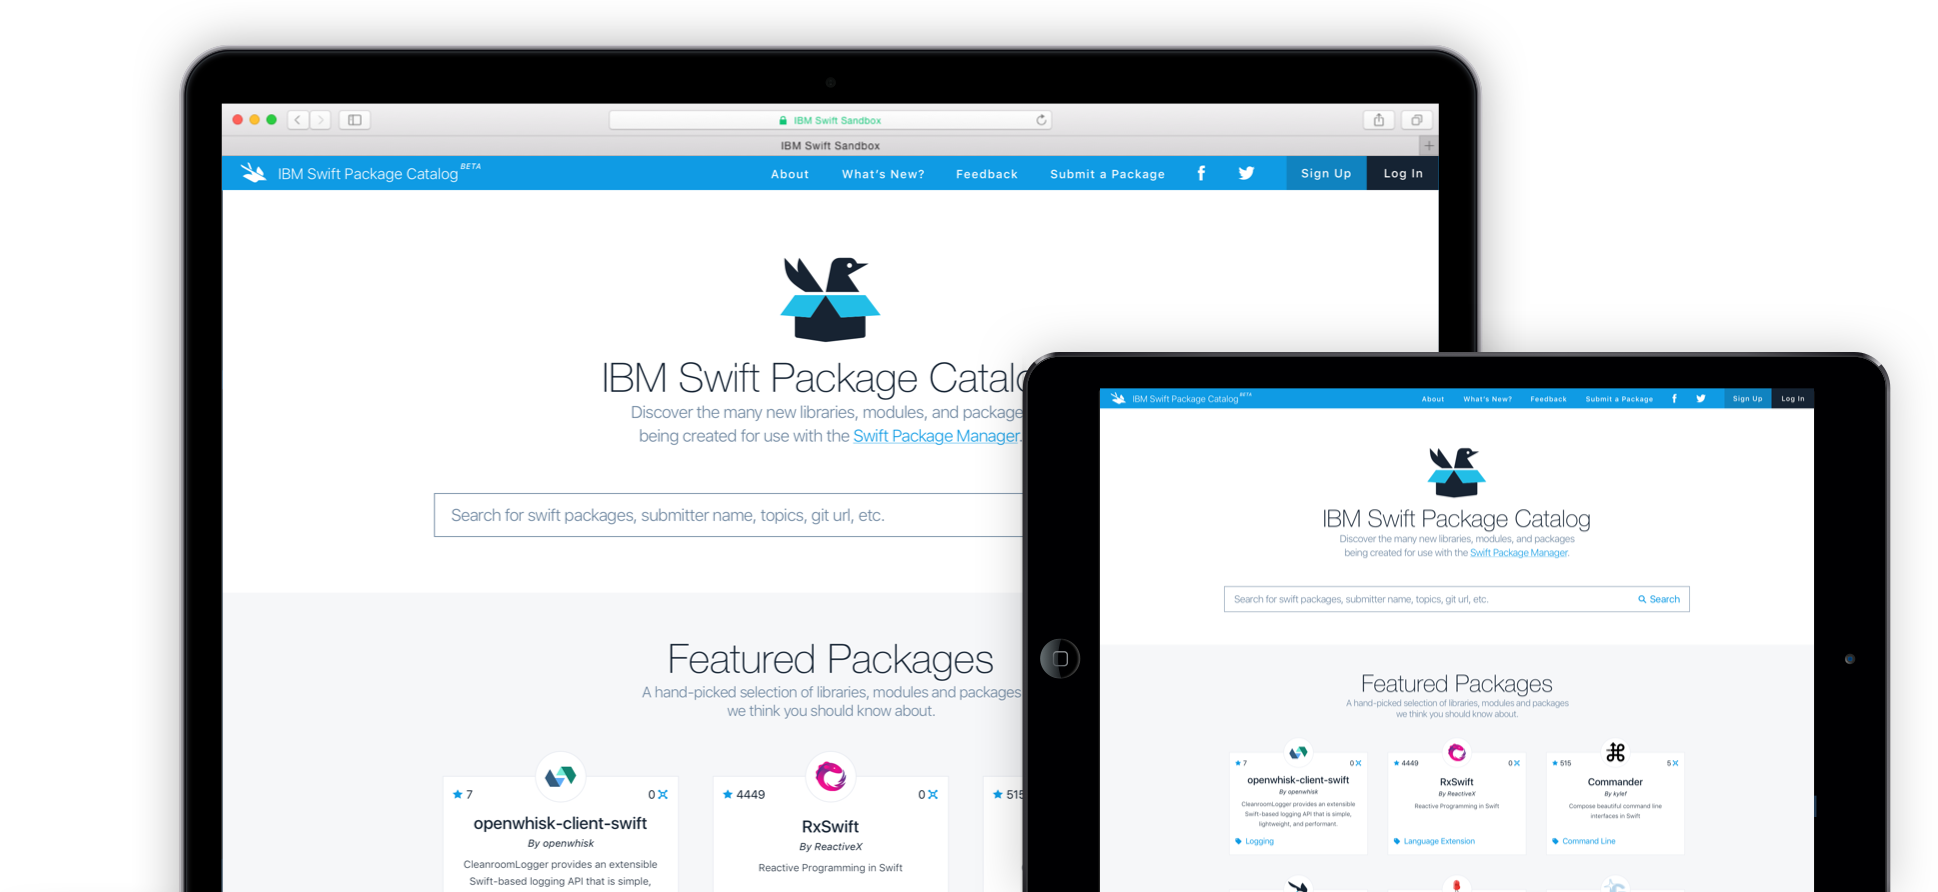 IBM Swift Sandbox
IBM Swift Sandbox
IBM Swift Package Catalog BETA
About
What's New?
Feedback
Submit a Package
Sign Up
Log In
IBM Swift Package Catalo
Discover the many new libraries, modules, and package
being created for use with the Swift Package Manager.
Search for swift packages, submitter name, topics, git url, etc.
Featured Packages
A hand-picked selection of libraries, modules and packages
we think you should know about.
7
0
openwhisk-client-swift
By openwhisk
CleanroomLogger provides an extensible
Swift-based logging API that is simple,
4449
0
RxSwift
By ReactiveX
Reactive Programming in Swift
515
IBM Swift Package Catalog BETA
About
What's New?
Feedback
Submit a Package
Sign Up
Log In
IBM Swift Package Catalog
Discover the many new libraries, modules, and packages
being created for use with the Swift Package Manager.
Search for swift packages, submitter name, topics, git url, etc.
Search
Featured Packages
A hand-picked selection of libraries, modules and packages
we think you should know about.
7
0
openwhisk-client-swift
By openwhisk
CleanroomLogger provides an extensible
Swift-based logging API that is simple,
lightweight, and performant.
Logging
4449
0
RxSwift
By ReactiveX
Reactive Programming in Swift
Language Extension
515
5
Commander
By kylef
Compose beautiful command line
interfaces in Swift
Command Line